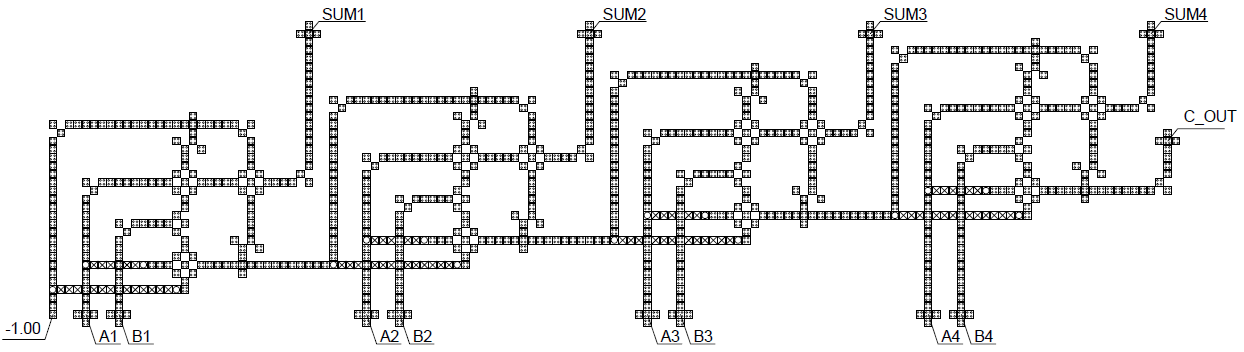 SUM1
SUM2
SUM3
SUM4
C_OUT
-1.00
A1
B1
A2
B2
A3
B3
A4
B4